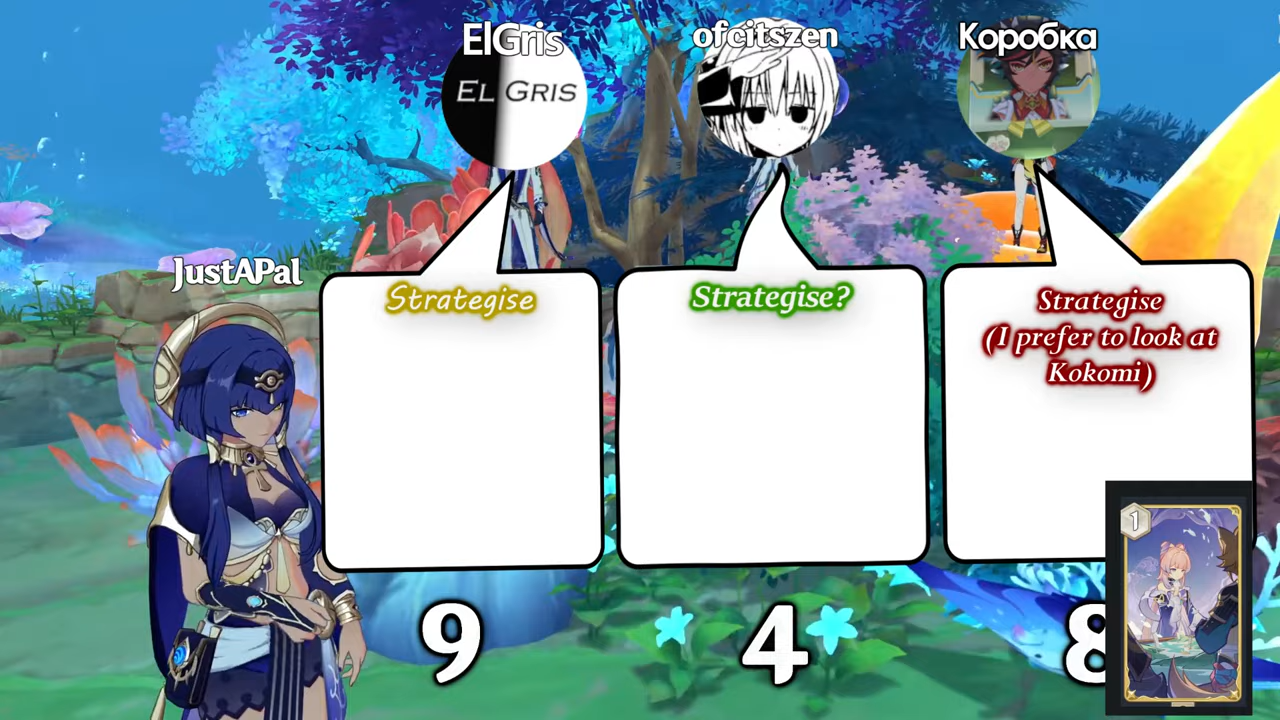 ElGris
ofcitszen
Коробка
EL GRIS
JustAPal
Strategise
Strategise?
Strategise
(I prefer to look at
Kokomi)
9
4
8
1